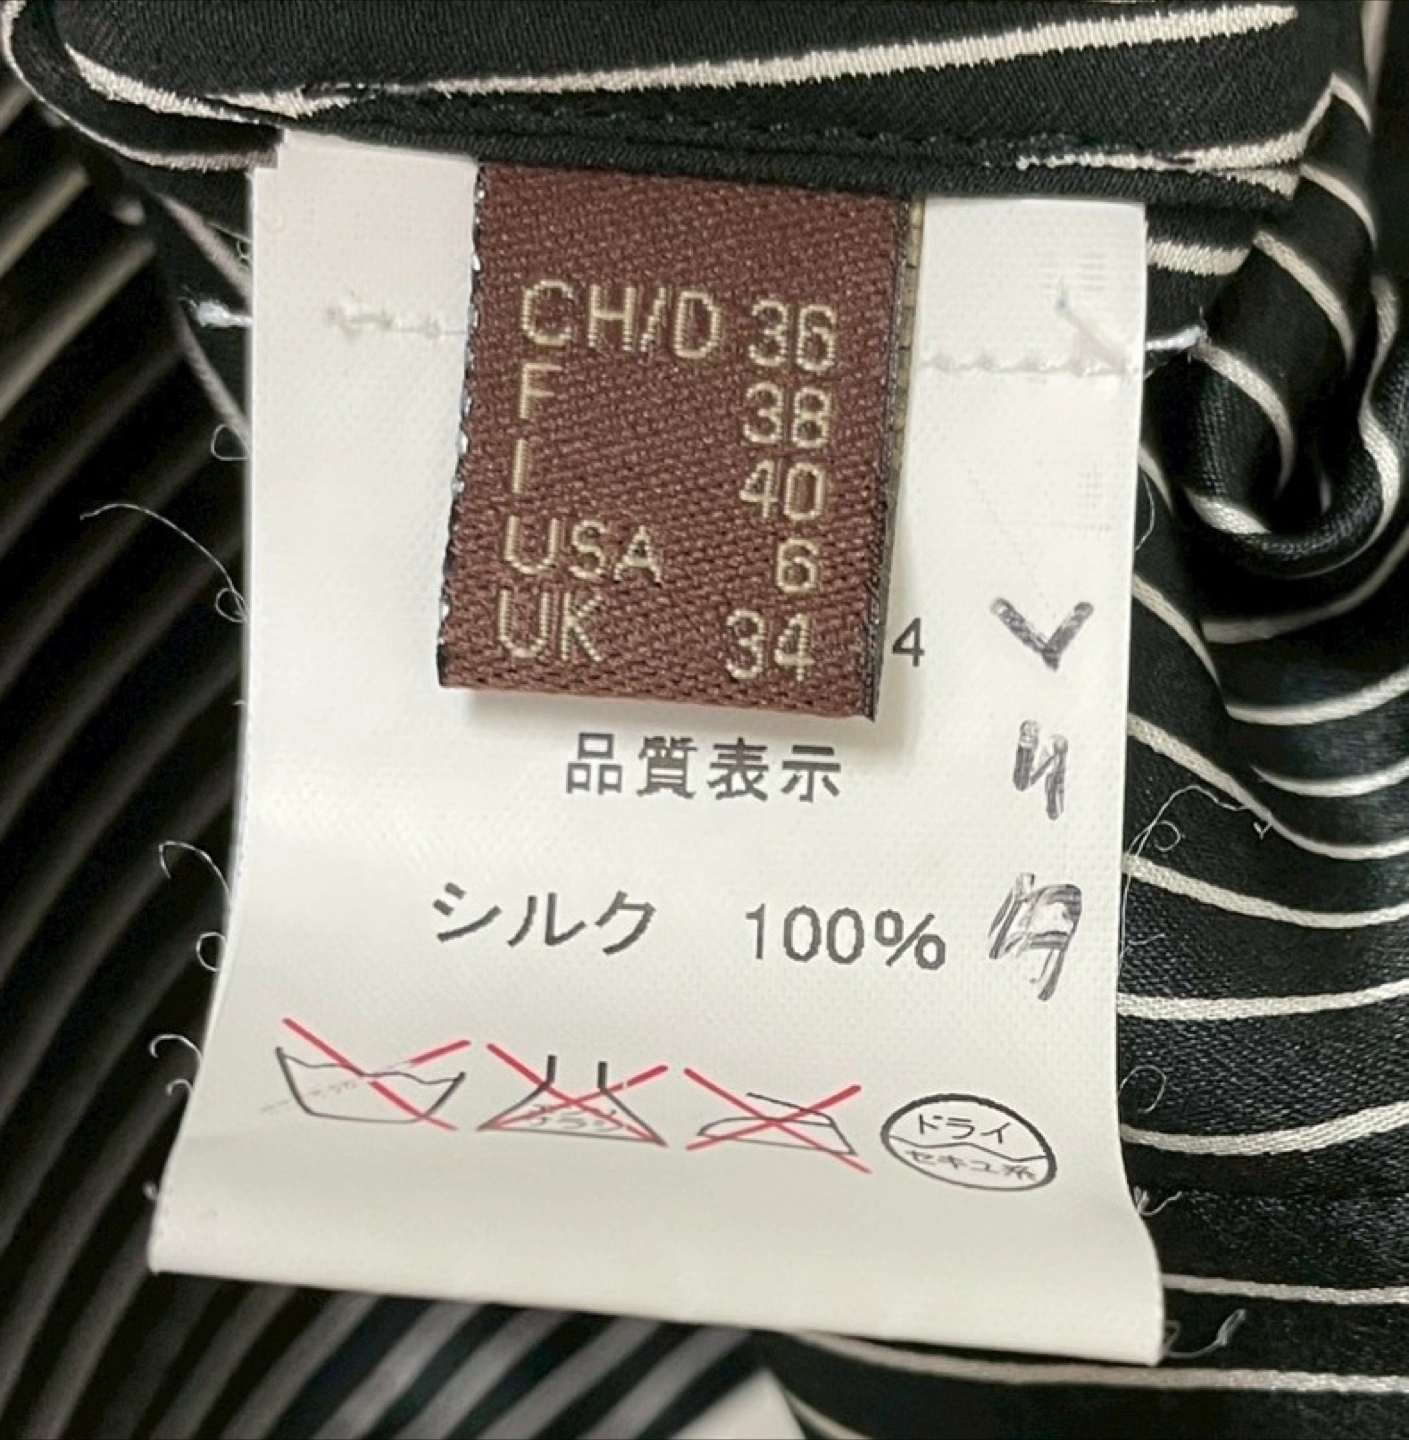 CH/D 36
F 38
I 40
USA 6
UK 34
4
品質表示
シルク 100%
ドライ
セキユ系